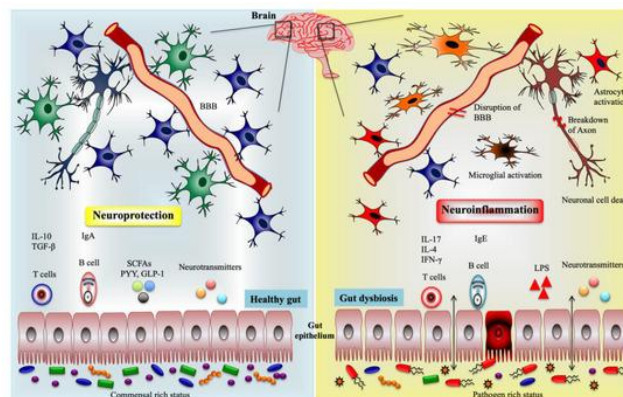 Brain
BBB
Neuroprotection
IL-10
TGF-β
IgA
SCFAs
PYY, GLP-1
Neurotransmitters
T cells
B cell
Healthy gut
Commensal rich status
Disruption of
BBB
Astrocyte
activation
Breakdown
of Axon
Microglial activation
Neuronal cell deat
Neuroinflammation
IL-17
IL-4
IFN-γ
IgE
LPS
Neurotransmitters
T cells
B cell
Gut dysbiosis
Gut
epithelium
Pathogen rich status